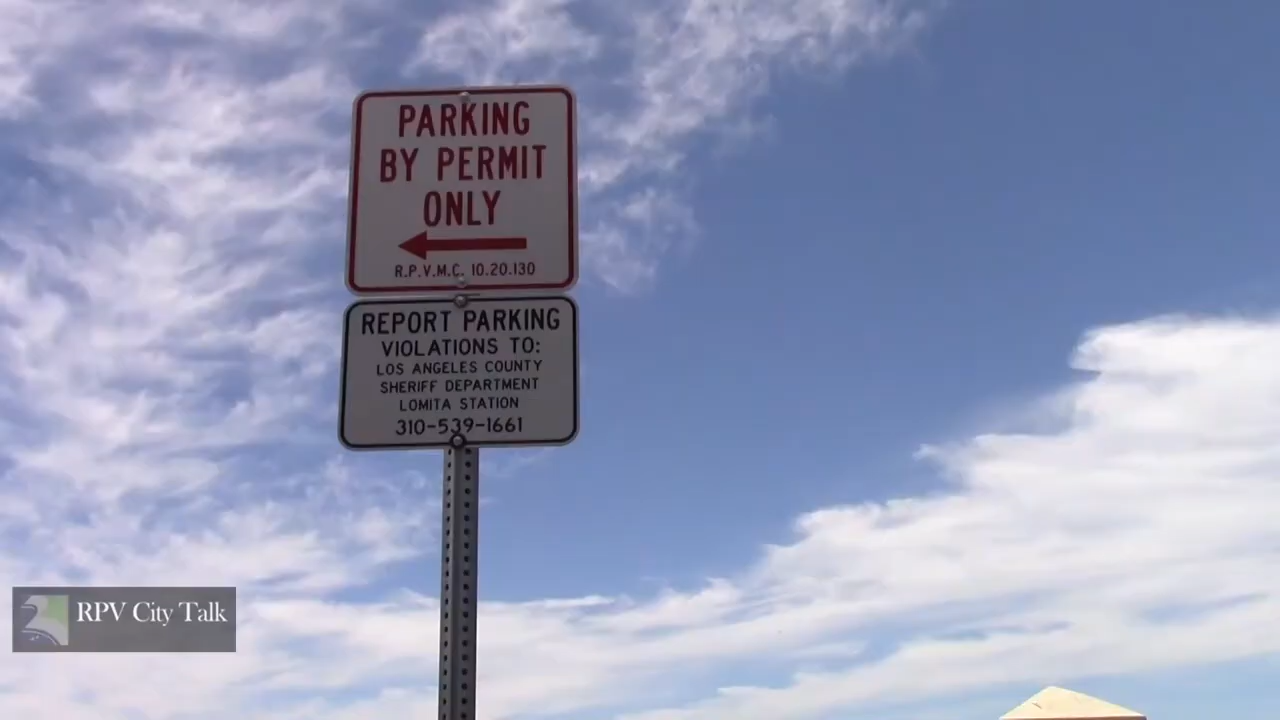 PARKING
BY PERMIT
ONLY
R.P.V.M.C. 10.20.130
REPORT PARKING
VIOLATIONS TO:
LOS ANGELES COUNTY
SHERIFF DEPARTMENT
LOMITA STATION
310-539-1661
RPV City Talk